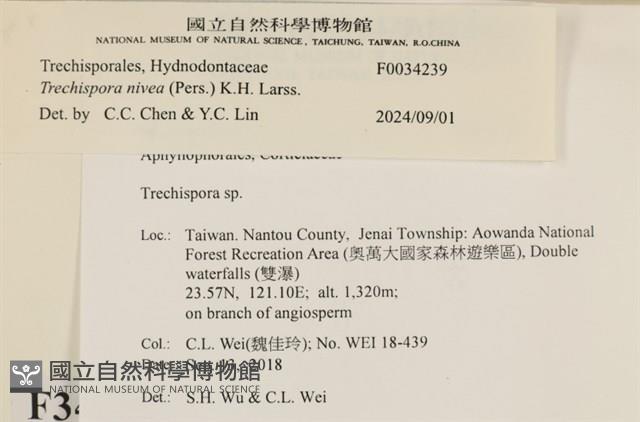 國立自然科學博物館
NATIONAL MUSEUM OF NATURAL SCIENCE, TAICHUNG, TAIWAN, R.O.CHINA
Trechisporales, Hydnodontaceae F0034239
Trechispora nivea (Pers.) K.H. Larss.
Det. by C.C. Chen & Y.C. Lin 2024/09/01
Aphyllophorales, Corticiaceae
Trechispora sp.
Loc.: Taiwan. Nantou County, Jenai Township: Aowanda National
Forest Recreation Area (奧萬大國家森林遊樂區), Double
waterfalls (雙瀑)
23.57N, 121.10E; alt. 1,320m;
on branch of angiosperm
Col.: C.L. Wei(魏佳玲); No. WEI 18-439
2018
國立自然科學博物館
NATIONAL MUSEUM OF NATURAL SCIENCE
Det.: S.H. Wu & C.L. Wei
F34